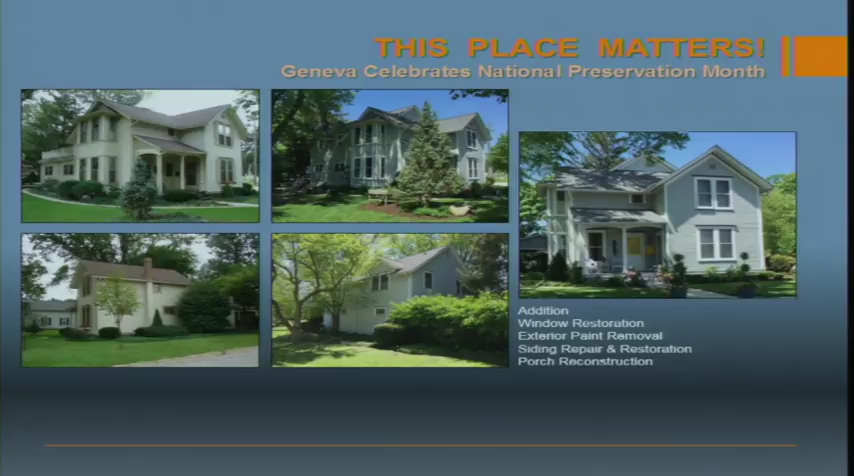 THIS PLACE MATTERS!
Geneva Celebrates National Preservation Month
Addition
Window Restoration
Exterior Paint Removal
Siding Repair & Restoration
Porch Reconstruction